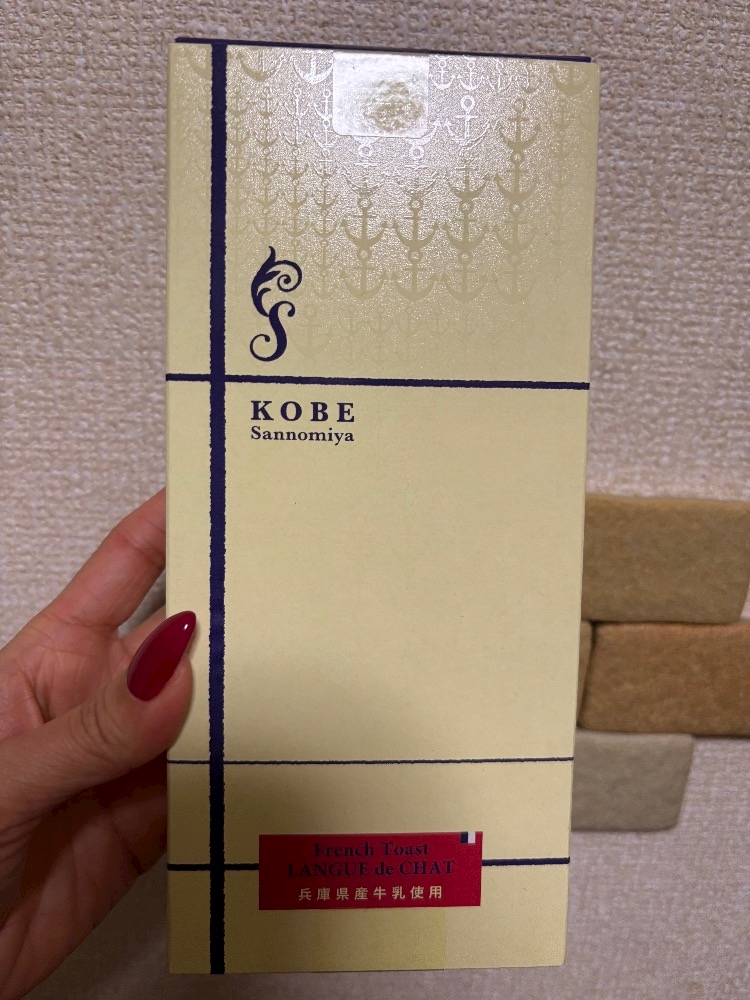 KOBE
Sannomiya
French Toast
LANGUE de CHAT
兵庫県産牛乳使用